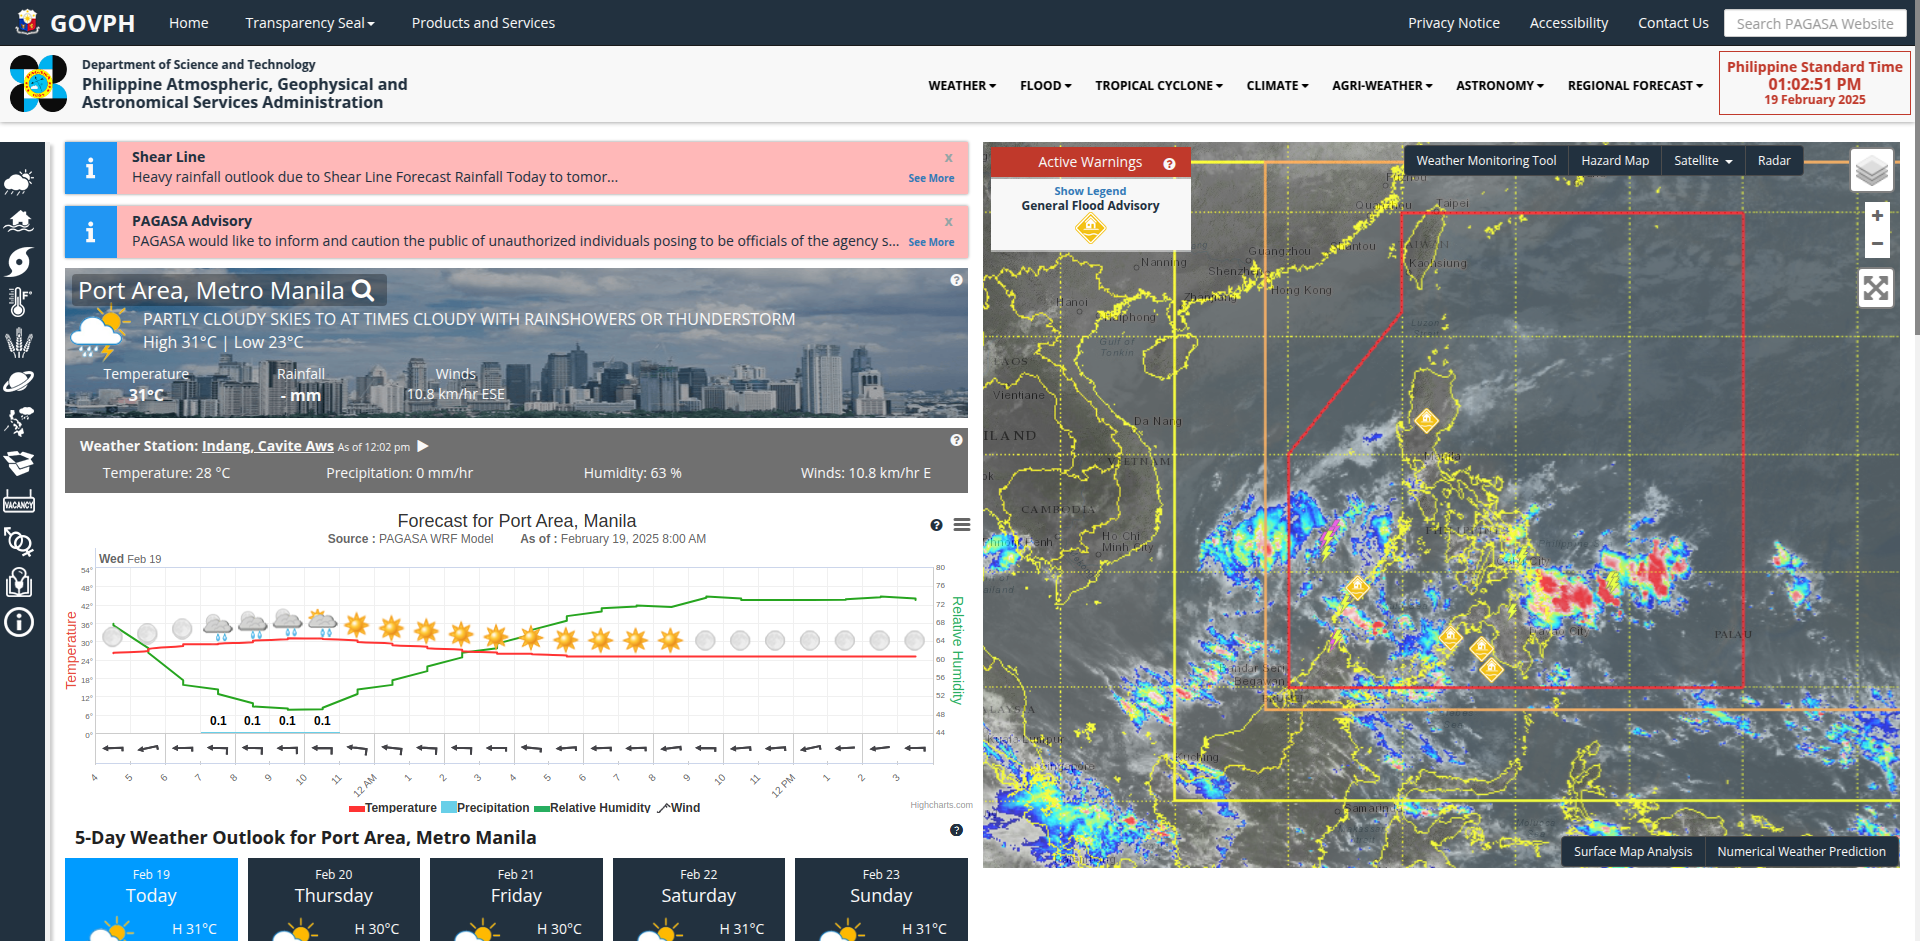 GOVPH
Home
Transparency Seal
Products and Services
Privacy Notice
Accessibility
Contact Us
Search PAGASA Website
Department of Science and Technology
Philippine Atmospheric, Geophysical and
Astronomical Services Administration
WEATHER
FLOOD
TROPICAL CYCLONE
CLIMATE
AGRI-WEATHER
ASTRONOMY
REGIONAL FORECAST
Philippine Standard Time
01:02:51 PM
19 February 2025
Shear Line
x
Heavy rainfall outlook due to Shear Line Forecast Rainfall Today to tomor...
See More
PAGASA Advisory
x
PAGASA would like to inform and caution the public of unauthorized individuals posing to be officials of the agency s...
See More
Port Area, Metro Manila
PARTLY CLOUDY SKIES TO AT TIMES CLOUDY WITH RAINSHOWERS OR THUNDERSTORM
High 31°C | Low 23°C
Temperature
Rainfall
Winds
31°C
- mm
10.8 km/hr ESE
Weather Station: Indang, Cavite Aws As of 12:02 pm
Temperature: 28 °C
Precipitation: 0 mm/hr
Humidity: 63 %
Winds: 10.8 km/hr E
Forecast for Port Area, Manila
Source : PAGASA WRF Model As of : February 19, 2025 8:00 AM
Wed Feb 19
54°
48°
42°
36°
30°
24°
18°
12°
6°
0°
Temperature
80
76
72
68
64
60
56
52
48
44
Relative Humidity
0.1
0.1
0.1
0.1
4
5
6
7
8
9
10
11
12 AM
1
2
3
4
5
6
7
8
9
10
11
12 PM
1
2
3
Temperature
Precipitation
Relative Humidity
Wind
Highcharts.com
5-Day Weather Outlook for Port Area, Metro Manila
Feb 19
Today
H 31°C
Feb 20
Thursday
H 30°C
Feb 21
Friday
H 30°C
Feb 22
Saturday
H 31°C
Feb 23
Sunday
H 31°C
VACANCY
Active Warnings
Show Legend
General Flood Advisory
Weather Monitoring Tool
Hazard Map
Satellite
Radar
+
−
Taipei
TAIWAN
Kaohsiung
Guangzhou
Nanning
Shenzhen
Hong Kong
Hanoi
Haiphong
Gulf of
Tonkin
LAOS
Vientiane
Da Nang
VIETNAM
CAMBODIA
Ho Chi
Minh City
PALAU
Bandar Seri
Begawan
Kuching
Surface Map Analysis
Numerical Weather Prediction